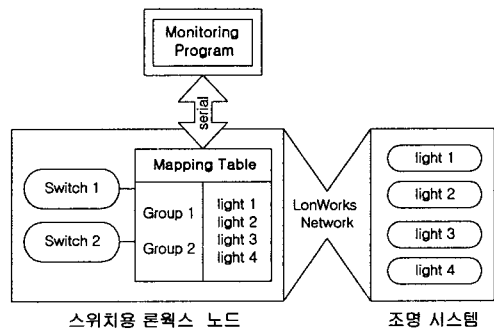 Monitoring
Program
serial
Mapping Table
Switch 1
Switch 2
Group 1
Group 2
light 1
light 2
light 3
light 4
LonWorks
Network
light 1
light 2
light 3
light 4
스위치용 론웍스 노드
조명 시스템